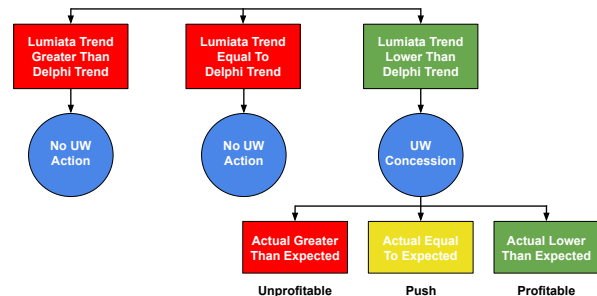 Lumiata Trend
Greater Than
Delphi Trend
Lumiata Trend
Equal To
Delphi Trend
Lumiata Trend
Lower Than
Delphi Trend
No UW
Action
No UW
Action
UW
Concession
Actual Greater
Than Expected
Actual Equal
To Expected
Actual Lower
Than Expected
Unprofitable
Push
Profitable